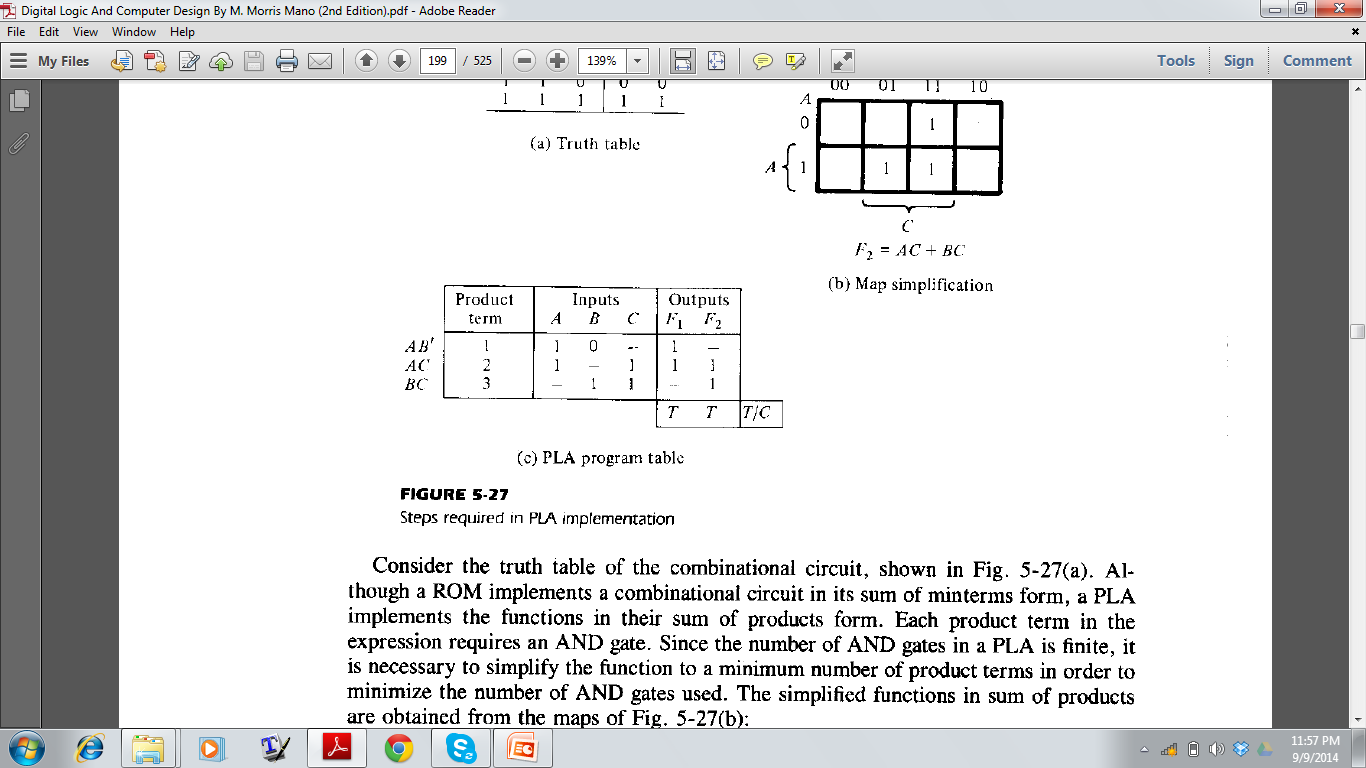 Digital Logic And Computer Design By M. Morris Mano (2nd Edition).pdf - Adobe Reader
File Edit View Window Help
My Files 199 / 525 139% Tools Sign Comment
1 1 0 0 0
1 1 1 1 1
(a) Truth table
00 01 11 10
A
0 1
A { 1 1 1
C
F₂ = AC + BC
(b) Map simplification
Product Inputs Outputs
term A B C F₁ F₂
AB′ 1 1 0 – 1 –
AC 2 1 – 1 1 1
BC 3 – 1 1 – 1
T T T/C
(c) PLA program table
FIGURE 5-27
Steps required in PLA implementation
Consider the truth table of the combinational circuit, shown in Fig. 5-27(a). Al-
though a ROM implements a combinational circuit in its sum of minterms form, a PLA
implements the functions in their sum of products form. Each product term in the
expression requires an AND gate. Since the number of AND gates in a PLA is finite, it
is necessary to simplify the function to a minimum number of product terms in order to
minimize the number of AND gates used. The simplified functions in sum of products
are obtained from the maps of Fig. 5-27(b):
11:57 PM
9/9/2014